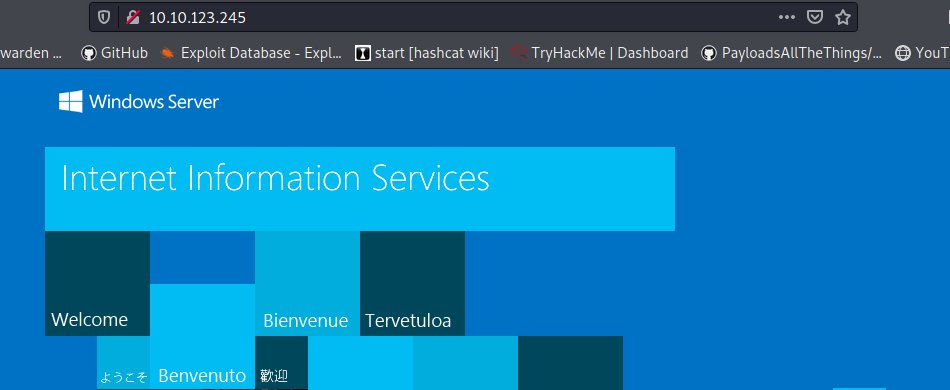 10.10.123.245
warden ... GitHub Exploit Database - Expl... start [hashcat wiki] TryHackMe | Dashboard PayloadsAllTheThings/... YouT
Windows Server
Internet Information Services
Welcome Bienvenue Tervetuloa
ようこそ Benvenuto 歡迎